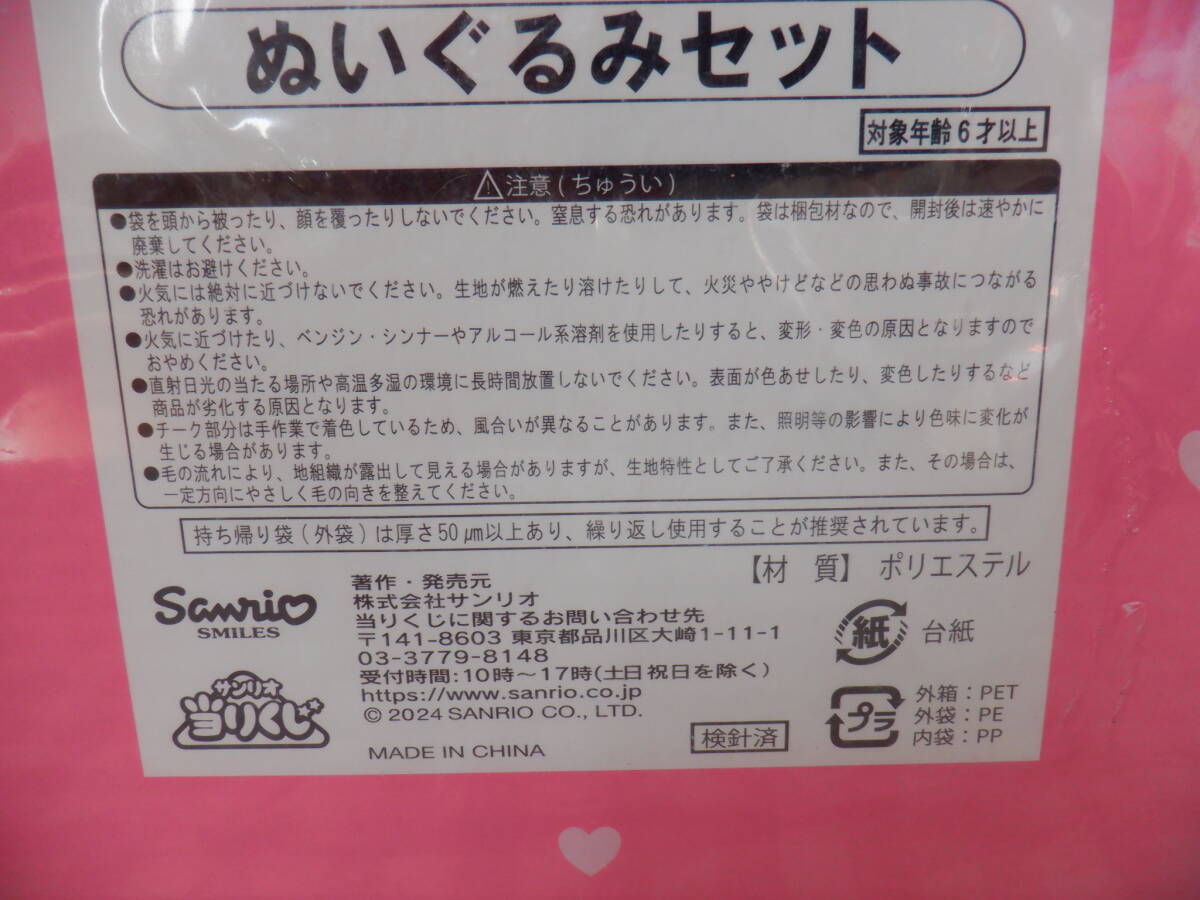 ぬいぐるみセット
対象年齢6才以上
⚠注意(ちゅうい)
●袋を頭から被ったり、顔を覆ったりしないでください。窒息する恐れがあります。袋は梱包材なので、開封後は速やかに
廃棄してください。
●洗濯はお避けください。
●火気には絶対に近づけないでください。生地が燃えたり溶けたりして、火災ややけどなどの思わぬ事故につながる
恐れがあります。
●火気に近づけたり、ベンジン・シンナーやアルコール系溶剤を使用したりすると、変形・変色の原因となりますので
おやめください。
●直射日光の当たる場所や高温多湿の環境に長時間放置しないでください。表面が色あせしたり、変色したりするなど
商品が劣化する原因となります。
●チーク部分は手作業で着色しているため、風合いが異なることがあります。また、照明等の影響により色味に変化が
生じる場合があります。
●毛の流れにより、地組織が露出して見える場合がありますが、生地特性としてご了承ください。また、その場合は、
一定方向にやさしく毛の向きを整えてください。
持ち帰り袋(外袋)は厚さ50㎛以上あり、繰り返し使用することが推奨されています。
【材 質】 ポリエステル
Sanrio
SMILES
サンリオ
当りくじ
著作・発売元
株式会社サンリオ
当りくじに関するお問い合わせ先
〒141-8603 東京都品川区大崎1-11-1
03-3779-8148
受付時間:10時〜17時(土日祝日を除く)
https://www.sanrio.co.jp
© 2024 SANRIO CO., LTD.
MADE IN CHINA
検針済
紙 台紙
プラ
外箱：PET
外袋：PE
内袋：PP